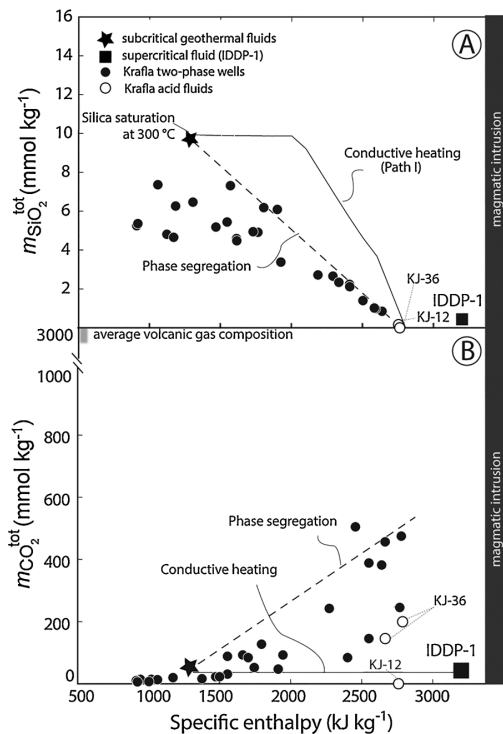 16
14
12
10
8
6
4
2
m_SiO₂^tot (mmol kg⁻¹)
subcritical geothermal fluids
supercritical fluid (IDDP-1)
Krafla two-phase wells
Krafla acid fluids
A
Silica saturation
at 300 °C
Conductive heating
(Path I)
Phase segregation
KJ-36
IDDP-1
KJ-12
magmatic intrusion
3000
average volcanic gas composition
B
1000
800
600
400
200
0
m_CO₂^tot (mmol kg⁻¹)
Phase segregation
Conductive heating
KJ-36
IDDP-1
KJ-12
magmatic intrusion
500 1000 1500 2000 2500 3000
Specific enthalpy (kJ kg⁻¹)